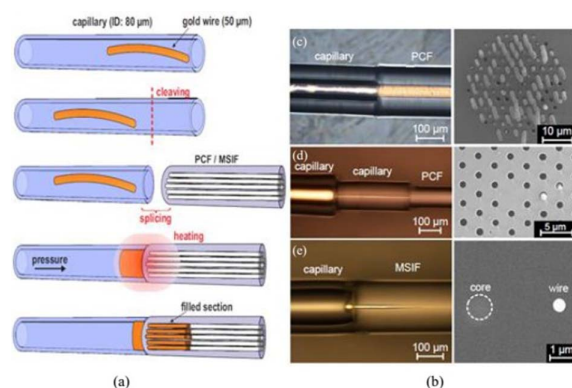 capillary (ID: 80 µm)
gold wire (50 µm)
cleaving
PCF / MSIF
splicing
heating
pressure
filled section
(a)
(c)
capillary
PCF
100 µm
10 µm
(d)
capillary
capillary
PCF
100 µm
5 µm
(e)
capillary
MSIF
100 µm
core
wire
1 µm
(b)